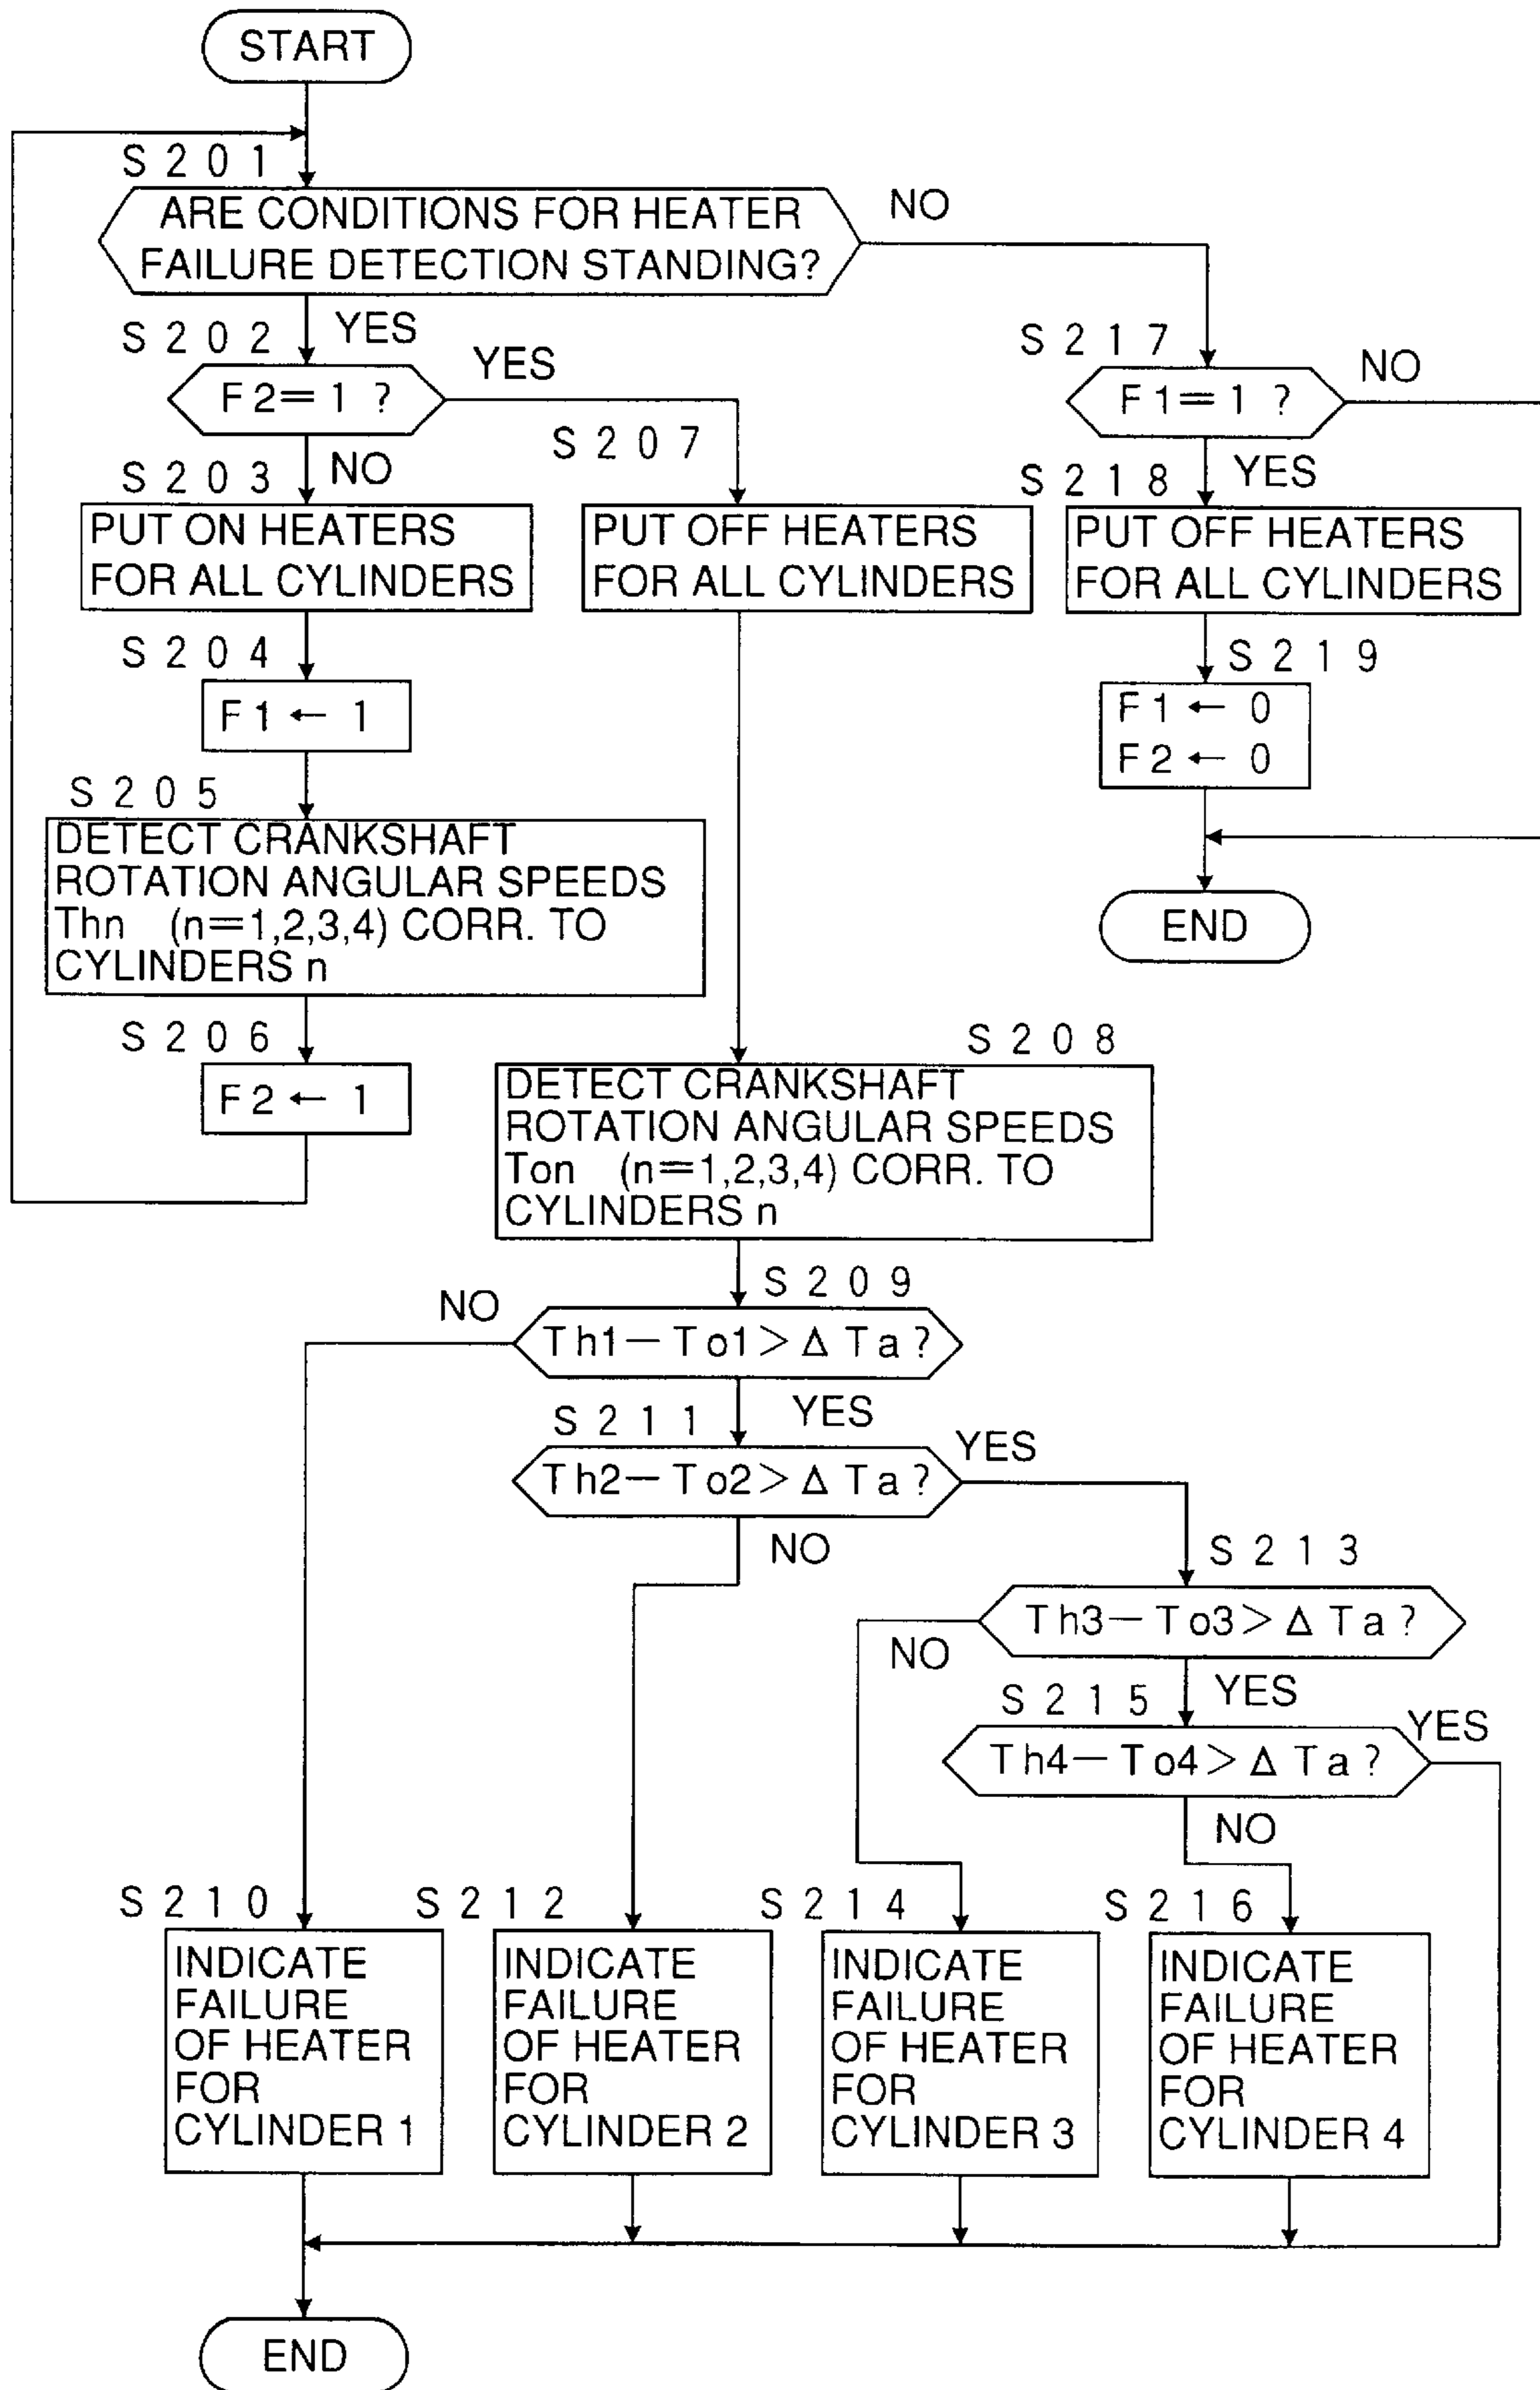 START
S201
ARE CONDITIONS FOR HEATER
FAILURE DETECTION STANDING?
NO
YES
S202
F2=1 ?
YES
NO
S203
PUT ON HEATERS
FOR ALL CYLINDERS
S204
F1 ← 1
S205
DETECT CRANKSHAFT
ROTATION ANGULAR SPEEDS
Thn (n=1,2,3,4) CORR. TO
CYLINDERS n
S206
F2 ← 1
S207
PUT OFF HEATERS
FOR ALL CYLINDERS
S217
F1=1 ?
NO
YES
S218
PUT OFF HEATERS
FOR ALL CYLINDERS
S219
F1 ← 0
F2 ← 0
END
S208
DETECT CRANKSHAFT
ROTATION ANGULAR SPEEDS
Ton (n=1,2,3,4) CORR. TO
CYLINDERS n
S209
NO
Th1－To1＞Δ Ta ?
YES
S211
Th2－To2＞Δ Ta ?
YES
NO
S213
Th3－To3＞Δ Ta ?
NO
YES
S215
Th4－To4＞Δ Ta ?
YES
NO
S210
INDICATE
FAILURE
OF HEATER
FOR
CYLINDER 1
S212
INDICATE
FAILURE
OF HEATER
FOR
CYLINDER 2
S214
INDICATE
FAILURE
OF HEATER
FOR
CYLINDER 3
S216
INDICATE
FAILURE
OF HEATER
FOR
CYLINDER 4
END